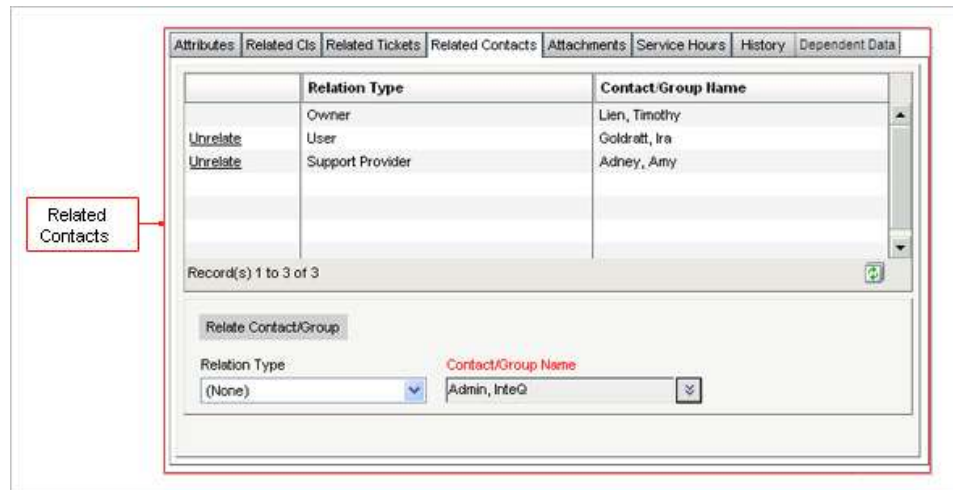 Attributes Related CIs Related Tickets Related Contacts Attachments Service Hours History Dependent Data
Relation Type Contact/Group Name
Owner Lien, Timothy
Unrelate User Goldratt, Ira
Unrelate Support Provider Adney, Amy
Related
Contacts
Record(s) 1 to 3 of 3
Relate Contact/Group
Relation Type Contact/Group Name
(None) Admin, InteQ